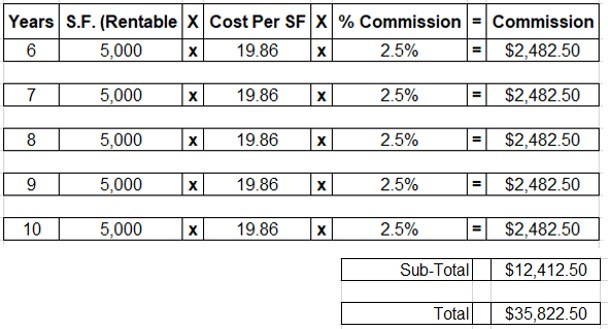 Years S.F. (Rentable X Cost Per SF X % Commission = Commission
6 5,000 x 19.86 x 2.5% = $2,482.50
7 5,000 x 19.86 x 2.5% = $2,482.50
8 5,000 x 19.86 x 2.5% = $2,482.50
9 5,000 x 19.86 x 2.5% = $2,482.50
10 5,000 x 19.86 x 2.5% = $2,482.50
Sub-Total $12,412.50
Total $35,822.50